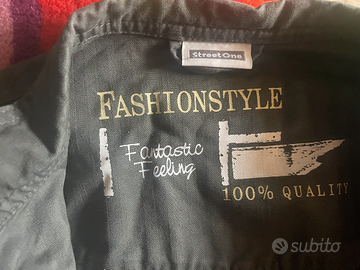 Street One
FASHIONSTYLE
Fantastic
Feeling
100% QUALITY
subito